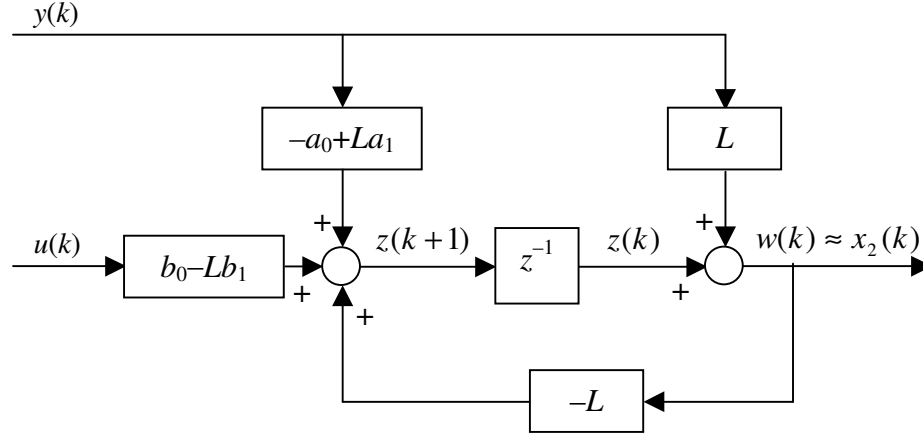 y(k)
–a₀+La₁
L
+
+
u(k)
z(k+1)
z(k)
w(k) ≈ x₂(k)
b₀–Lb₁
z⁻¹
+
+
+
–L